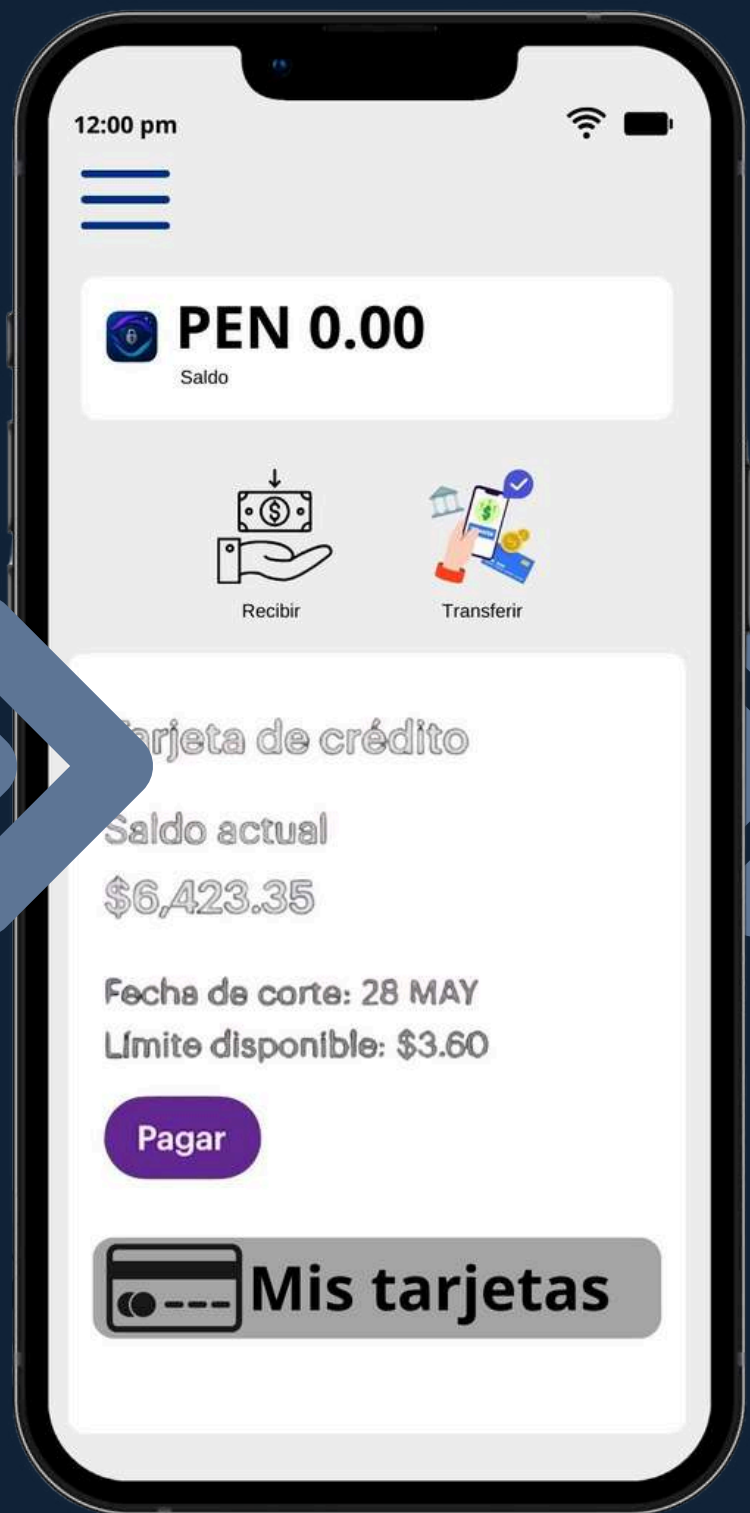 12:00 pm
PEN 0.00
Saldo
Recibir
Transferir
de crédito
Saldo actual
$6,423.35
Fecha de corte: 28 MAY
Límite disponible: $3.60
Pagar
Mis tarjetas